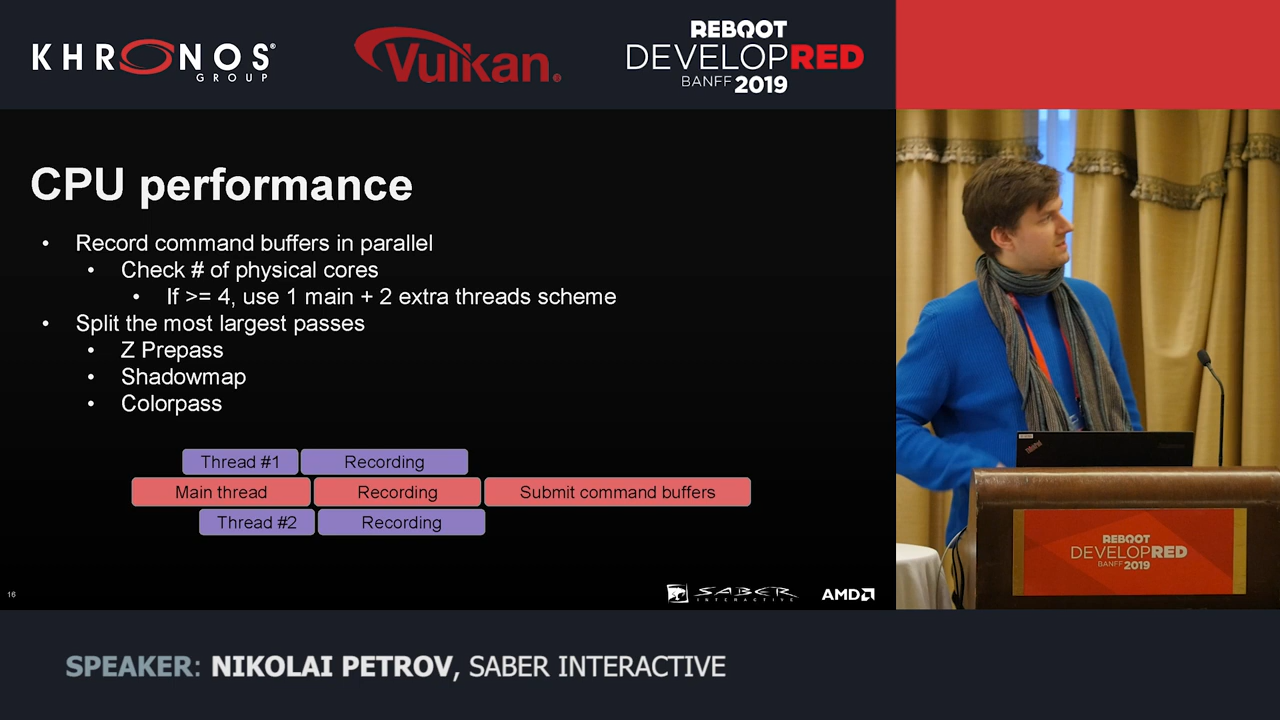 KHRONOS®
GROUP
Vulkan®
REBOOT
DEVELOPRED
BANFF 2019
CPU performance
• Record command buffers in parallel
• Check # of physical cores
• If >= 4, use 1 main + 2 extra threads scheme
• Split the most largest passes
• Z Prepass
• Shadowmap
• Colorpass
Thread #1 Recording
Main thread Recording Submit command buffers
Thread #2 Recording
16
SABER
INTERACTIVE
AMD
ThinkPad
REBOOT
DEVELOPRED
BANFF 2019
SPEAKER: NIKOLAI PETROV, SABER INTERACTIVE